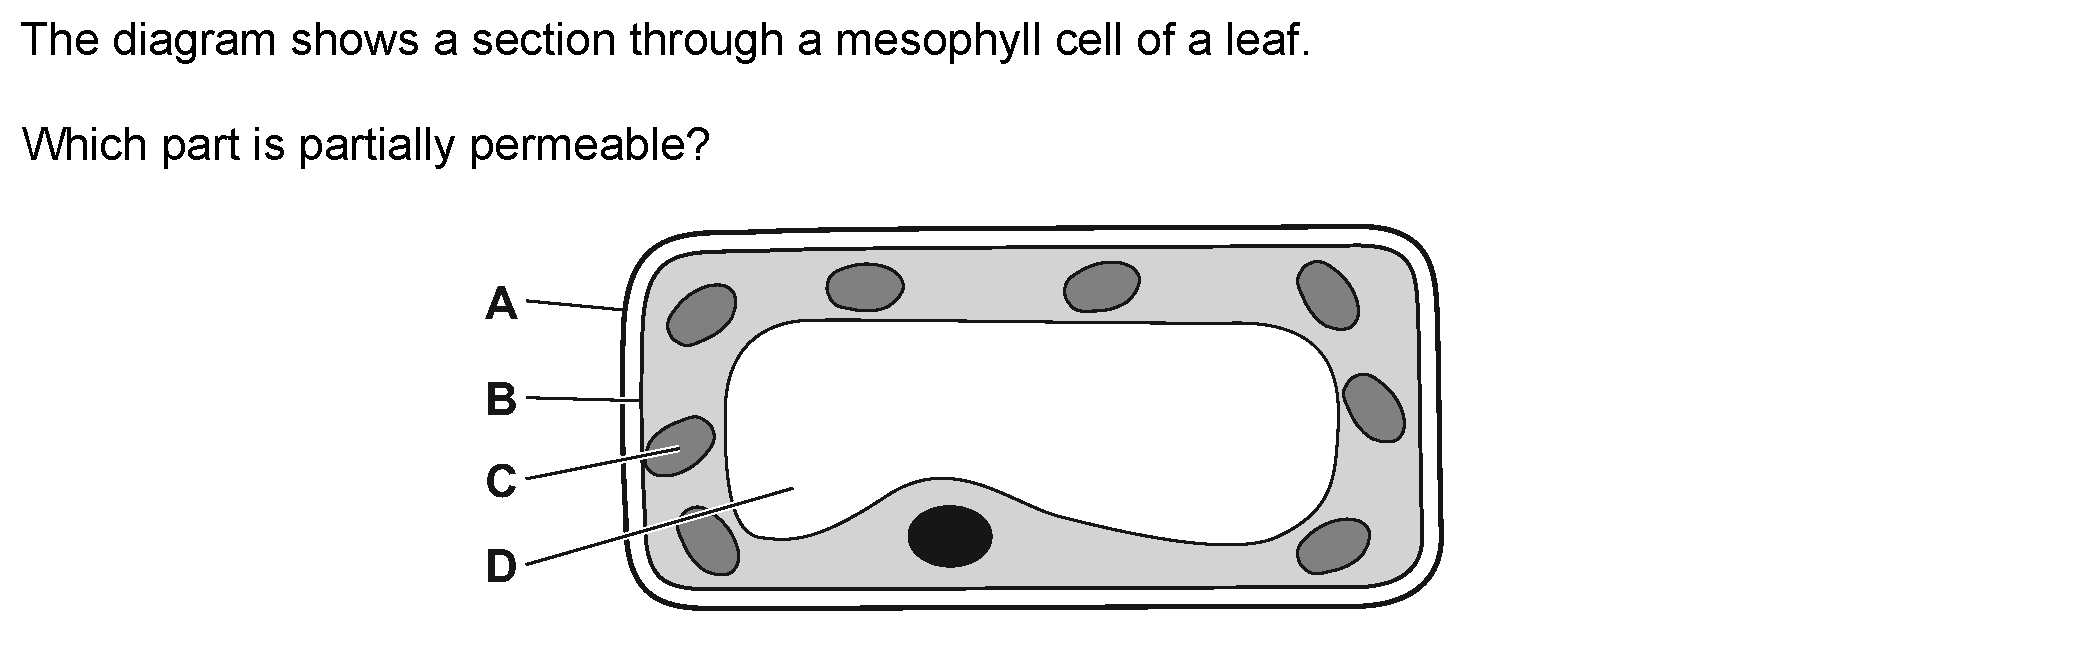 The diagram shows a section through a mesophyll cell of a leaf.
Which part is partially permeable?
A
B
C
D